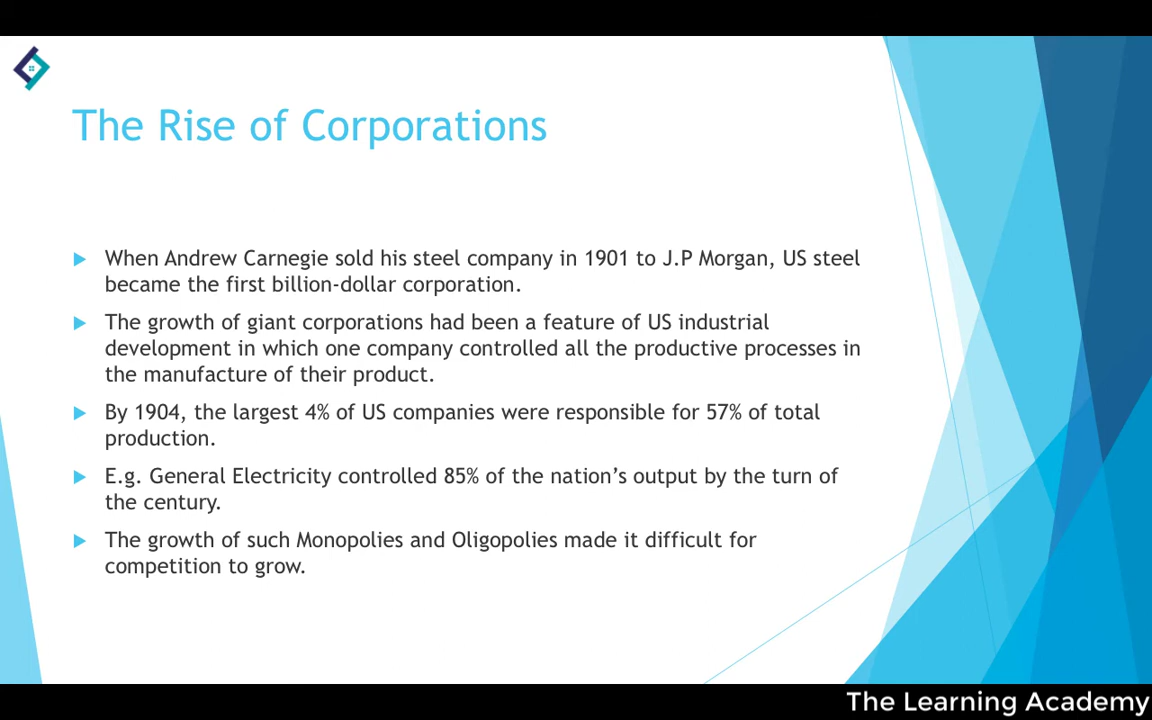 The Rise of Corporations
When Andrew Carnegie sold his steel company in 1901 to J.P Morgan, US steel
became the first billion-dollar corporation.
The growth of giant corporations had been a feature of US industrial
development in which one company controlled all the productive processes in
the manufacture of their product.
By 1904, the largest 4% of US companies were responsible for 57% of total
production.
E.g. General Electricity controlled 85% of the nation’s output by the turn of
the century.
The growth of such Monopolies and Oligopolies made it difficult for
competition to grow.
The Learning Academy